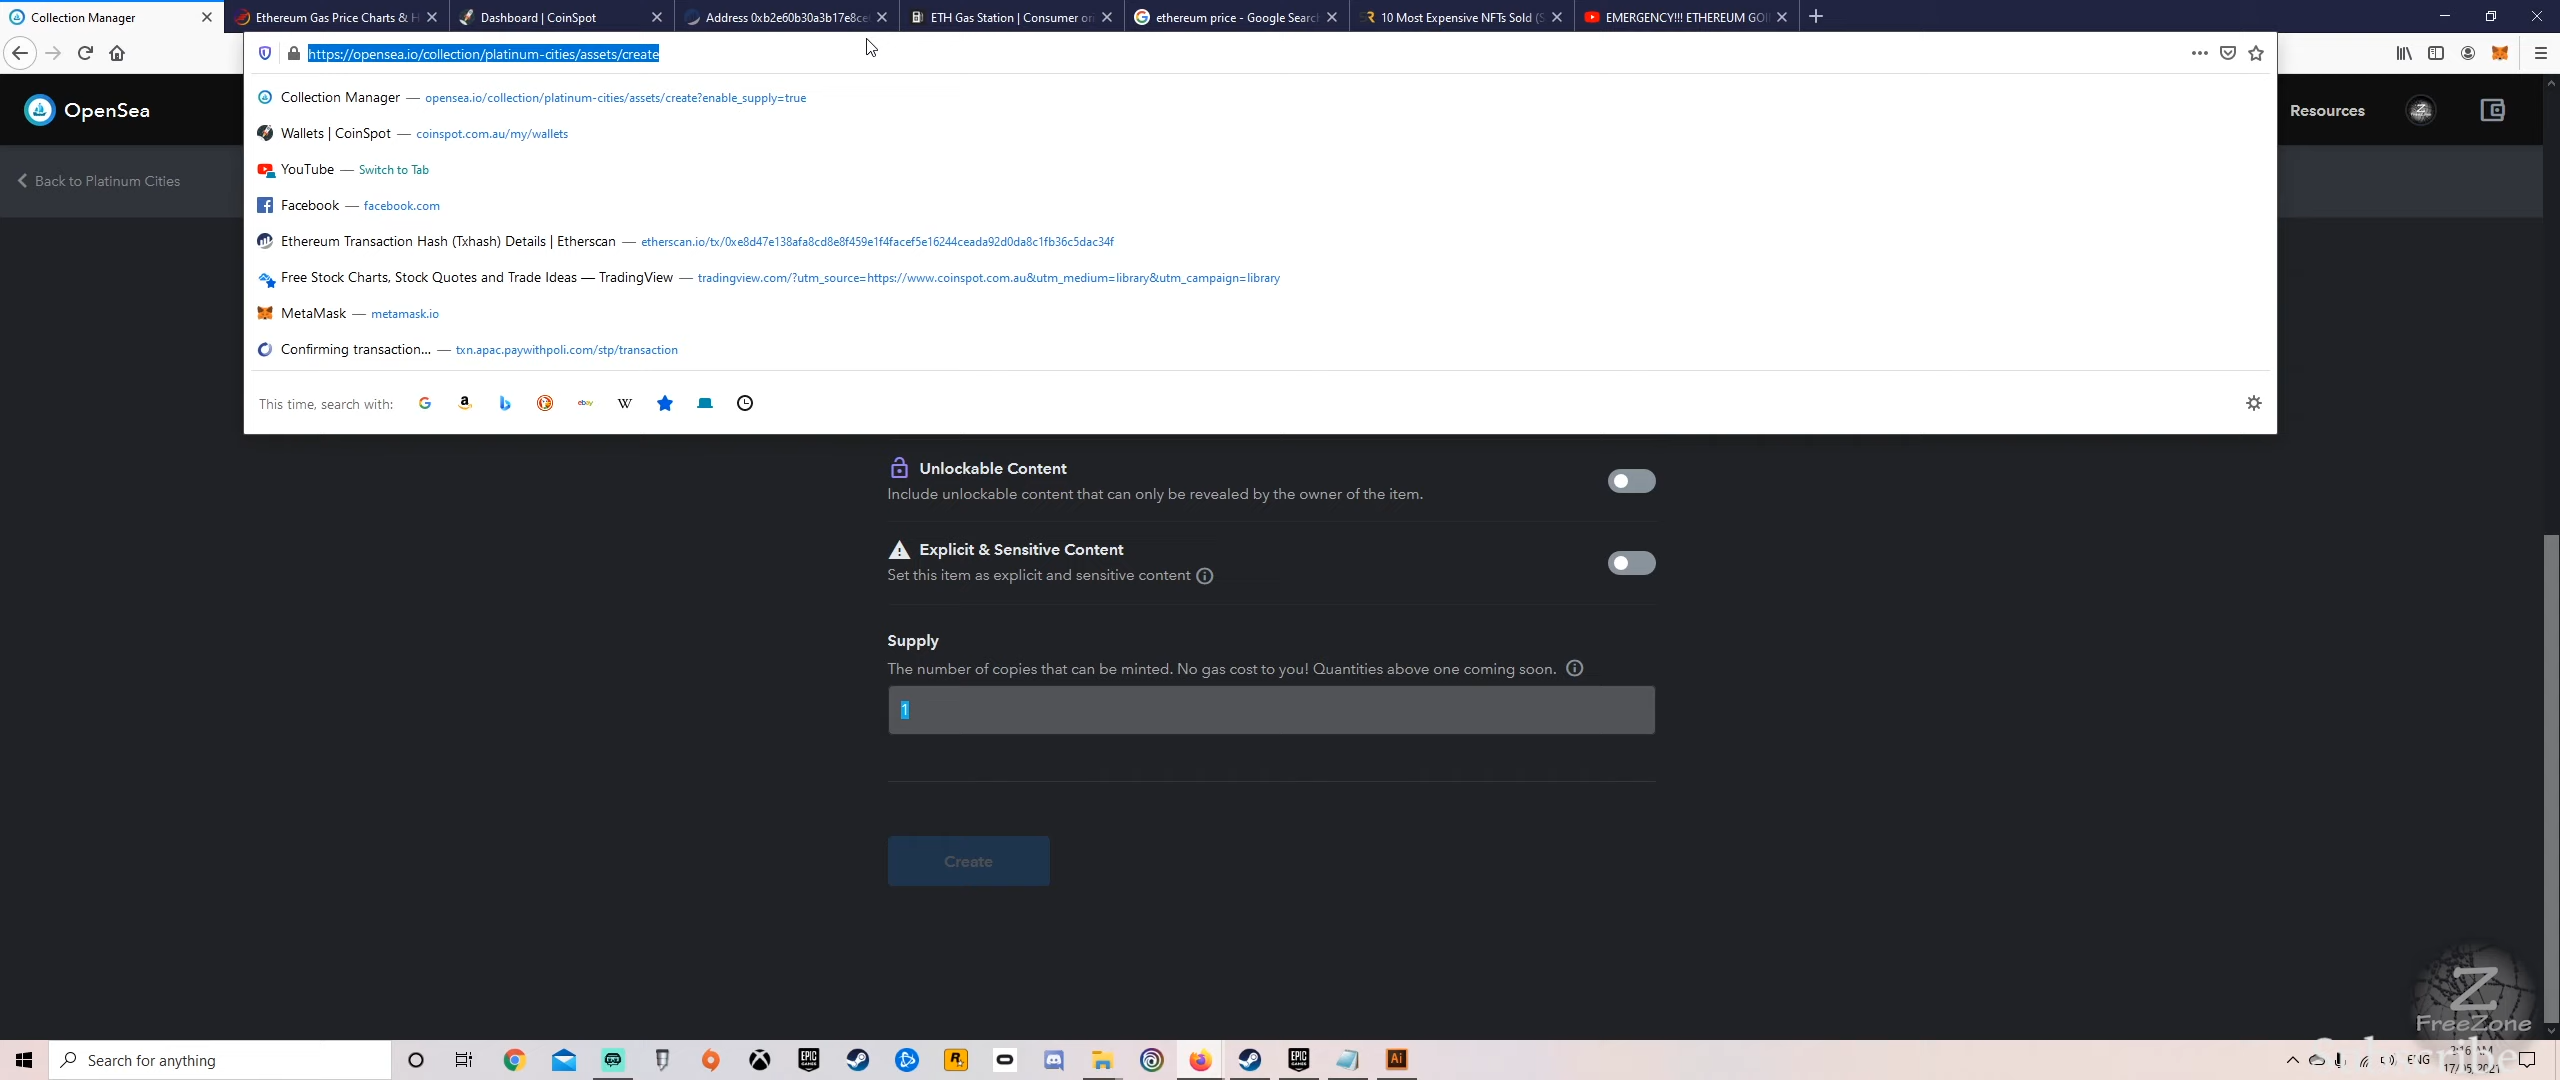 Collection Manager
Ethereum Gas Price Charts & H
Dashboard | CoinSpot
Address 0xb2e60b30a3b17e8ce
ETH Gas Station | Consumer or
ethereum price - Google Searc
10 Most Expensive NFTs Sold (S
EMERGENCY!!! ETHEREUM GOI
https://opensea.io/collection/platinum-cities/assets/create
OpenSea
Resources
Collection Manager — opensea.io/collection/platinum-cities/assets/create?enable_supply=true
Wallets | CoinSpot — coinspot.com.au/my/wallets
YouTube — Switch to Tab
Back to Platinum Cities
Facebook — facebook.com
Ethereum Transaction Hash (Txhash) Details | Etherscan — etherscan.io/tx/0xe8d47e138afa8cd8e8f459e1f4facef5e16244ceada92d0da8c1fb36c5dac34f
Free Stock Charts, Stock Quotes and Trade Ideas — TradingView — tradingview.com/?utm_source=https://www.coinspot.com.au&utm_medium=library&utm_campaign=library
MetaMask — metamask.io
Confirming transaction... — txn.apac.paywithpoli.com/stp/transaction
This time, search with:
Unlockable Content
Include unlockable content that can only be revealed by the owner of the item.
Explicit & Sensitive Content
Set this item as explicit and sensitive content
Supply
The number of copies that can be minted. No gas cost to you! Quantities above one coming soon.
1
Create
Z
FreeZone
Search for anything
ENG